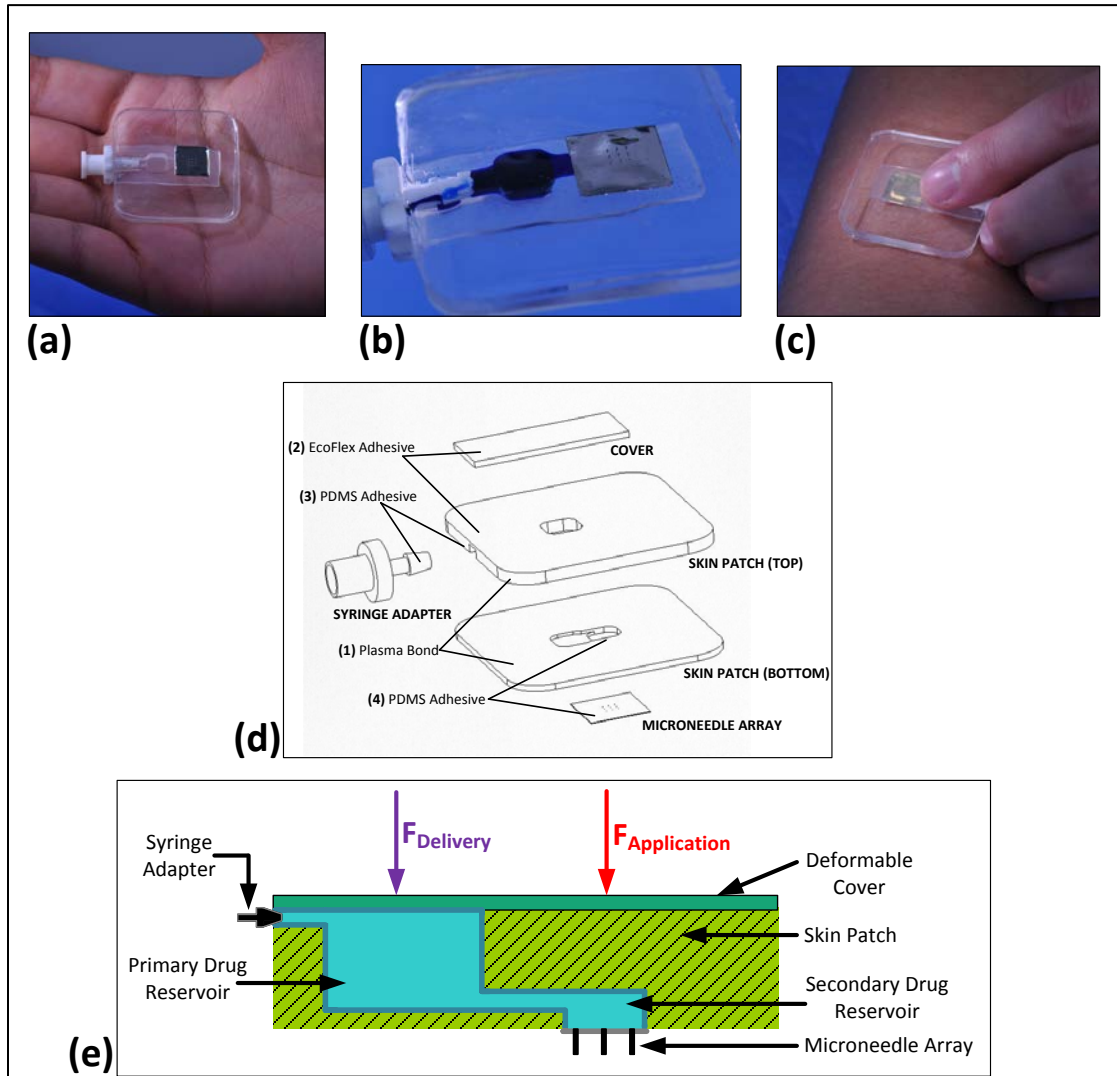 (a)
(b)
(c)
(2) EcoFlex Adhesive
COVER
(3) PDMS Adhesive
SKIN PATCH (TOP)
SYRINGE ADAPTER
(1) Plasma Bond
SKIN PATCH (BOTTOM)
(4) PDMS Adhesive
MICRONEEDLE ARRAY
(d)
Syringe
Adapter
FDelivery
FApplication
Deformable
Cover
Skin Patch
Primary Drug
Reservoir
Secondary Drug
Reservoir
Microneedle Array
(e)